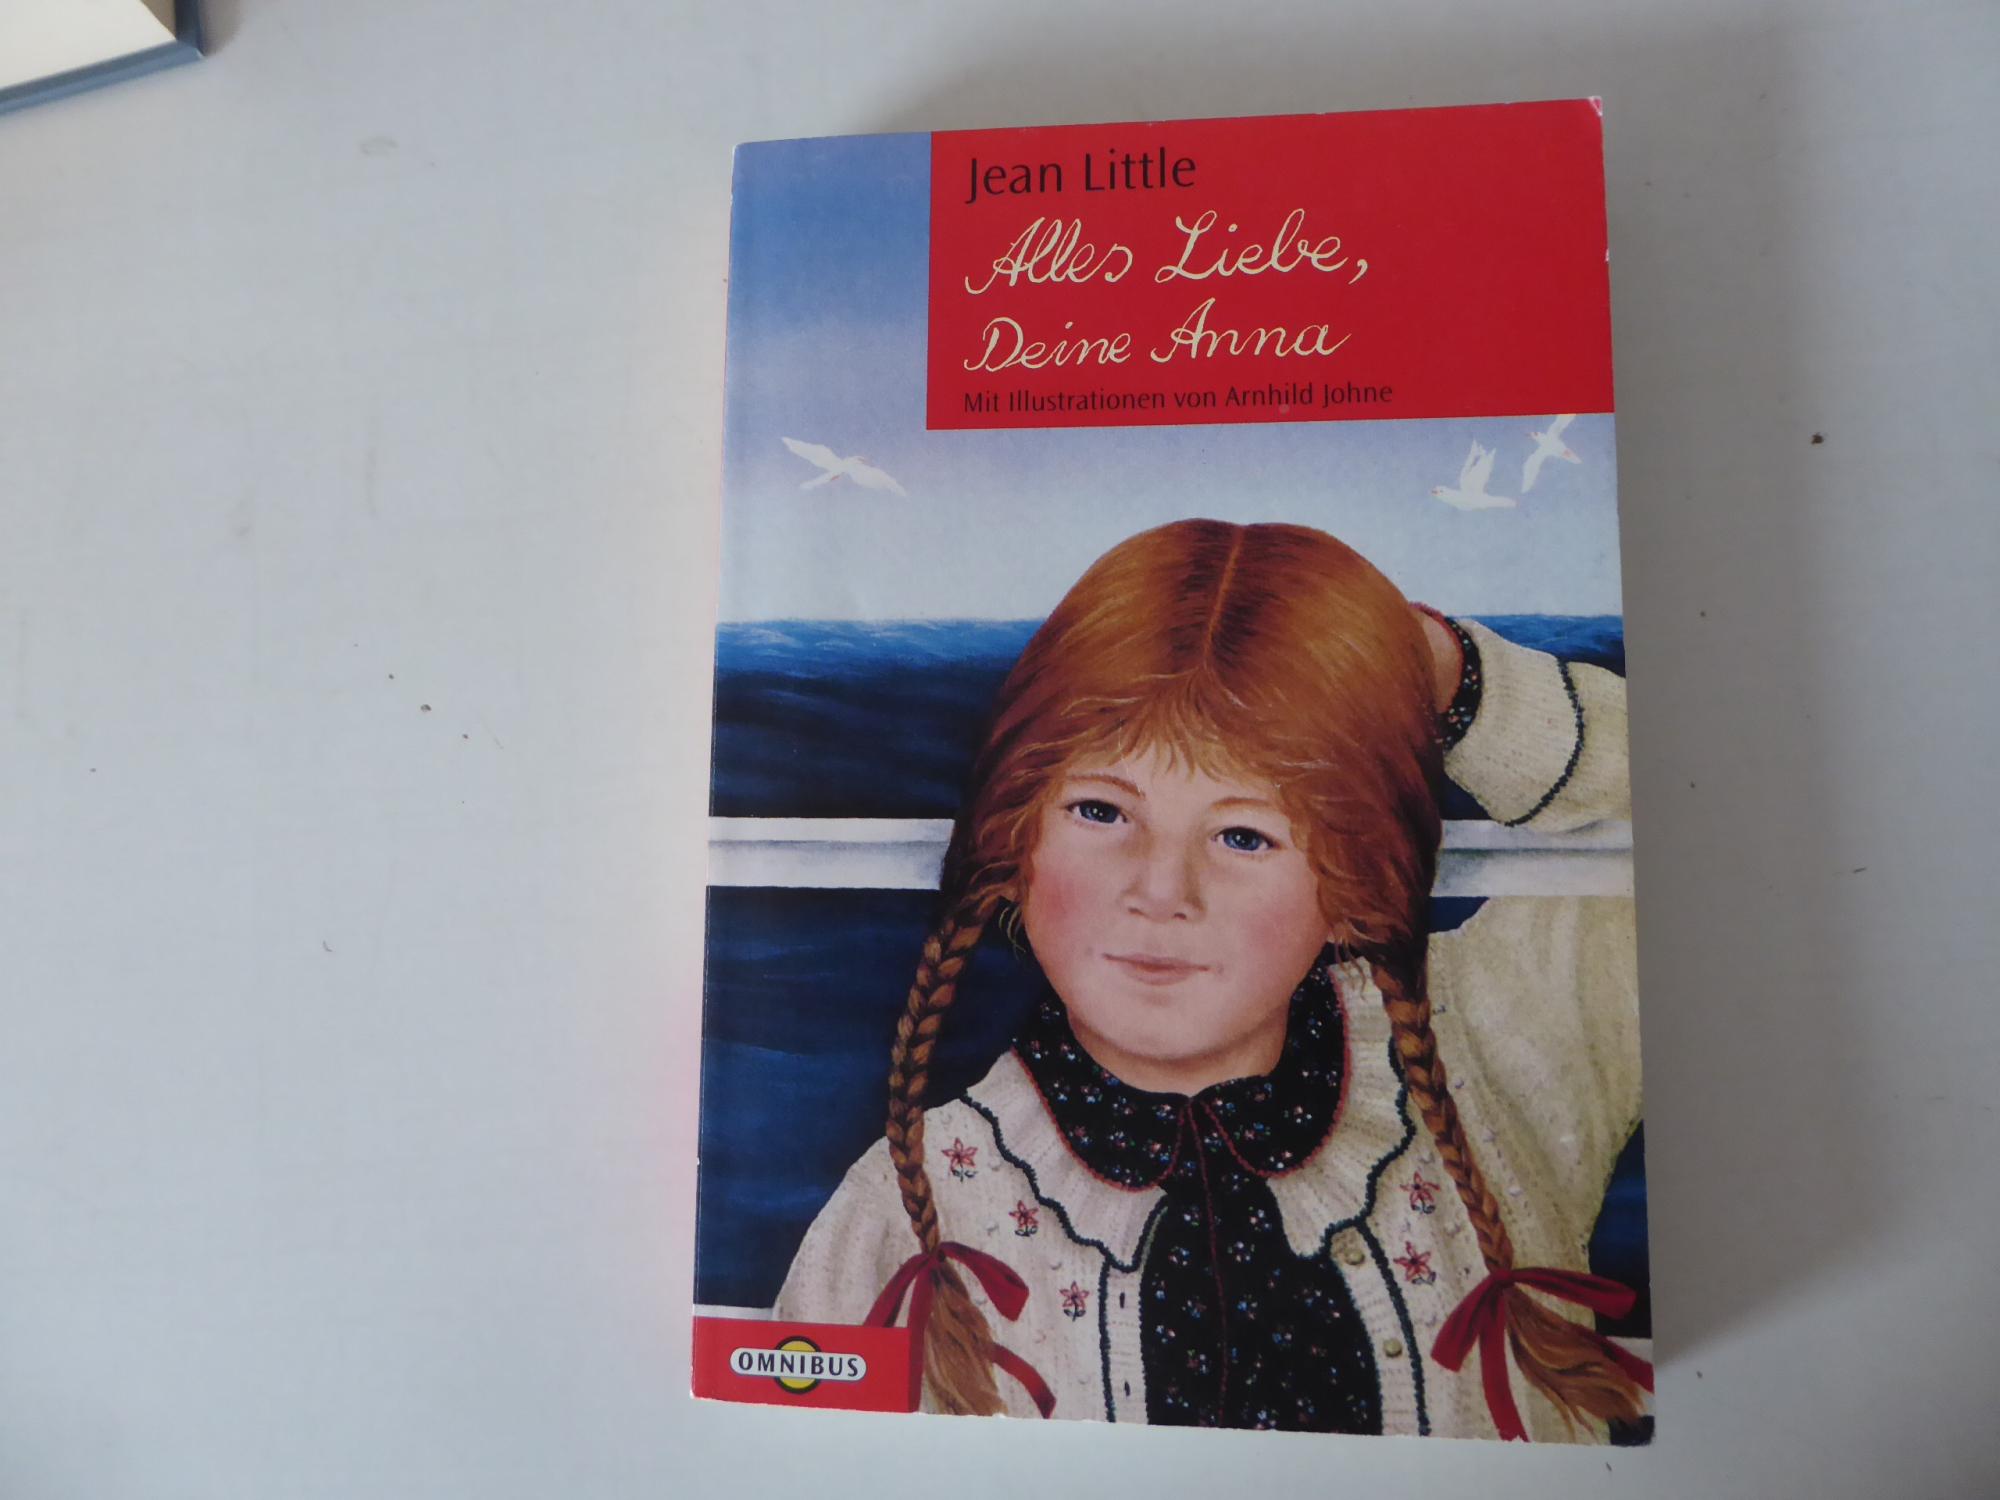 Jean Little
Alles Liebe,
Deine Anna
Mit Illustrationen von Arnhild Johne
OMNIBUS